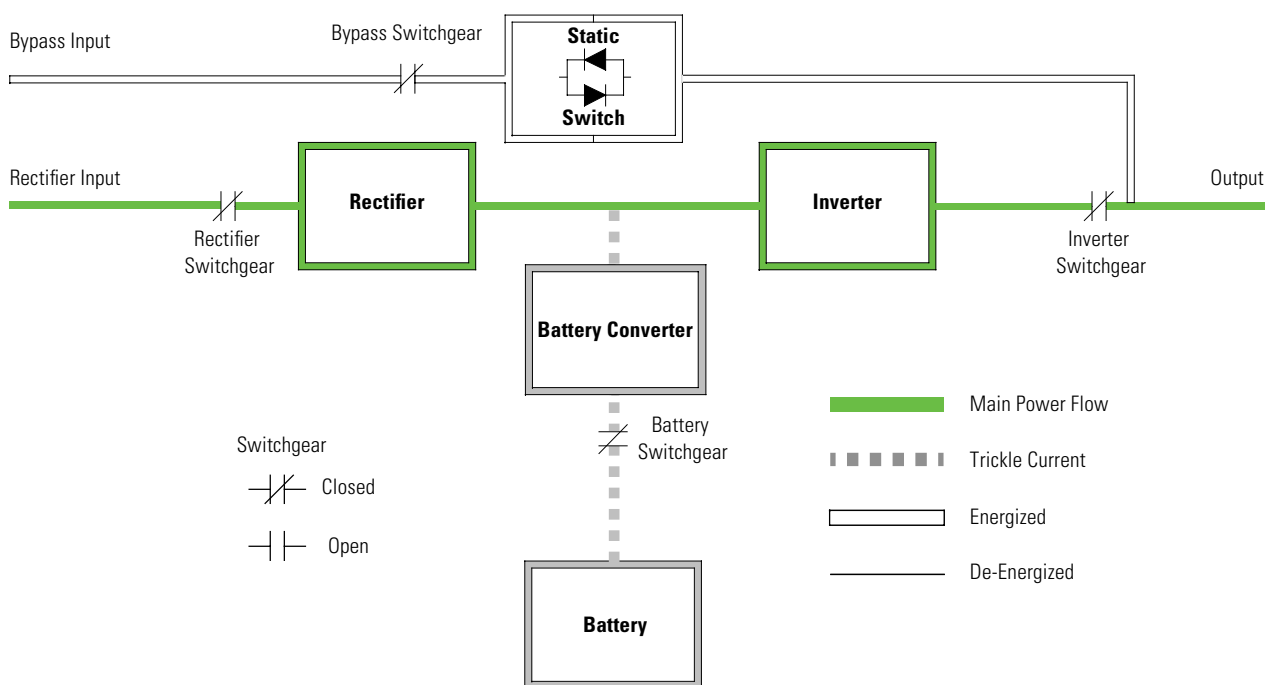 Bypass Input
Bypass Switchgear
Static
Switch
Rectifier Input
Rectifier
Inverter
Output
Rectifier
Switchgear
Inverter
Switchgear
Battery Converter
Battery
Switchgear
Switchgear
Closed
Open
Battery
Main Power Flow
Trickle Current
Energized
De-Energized